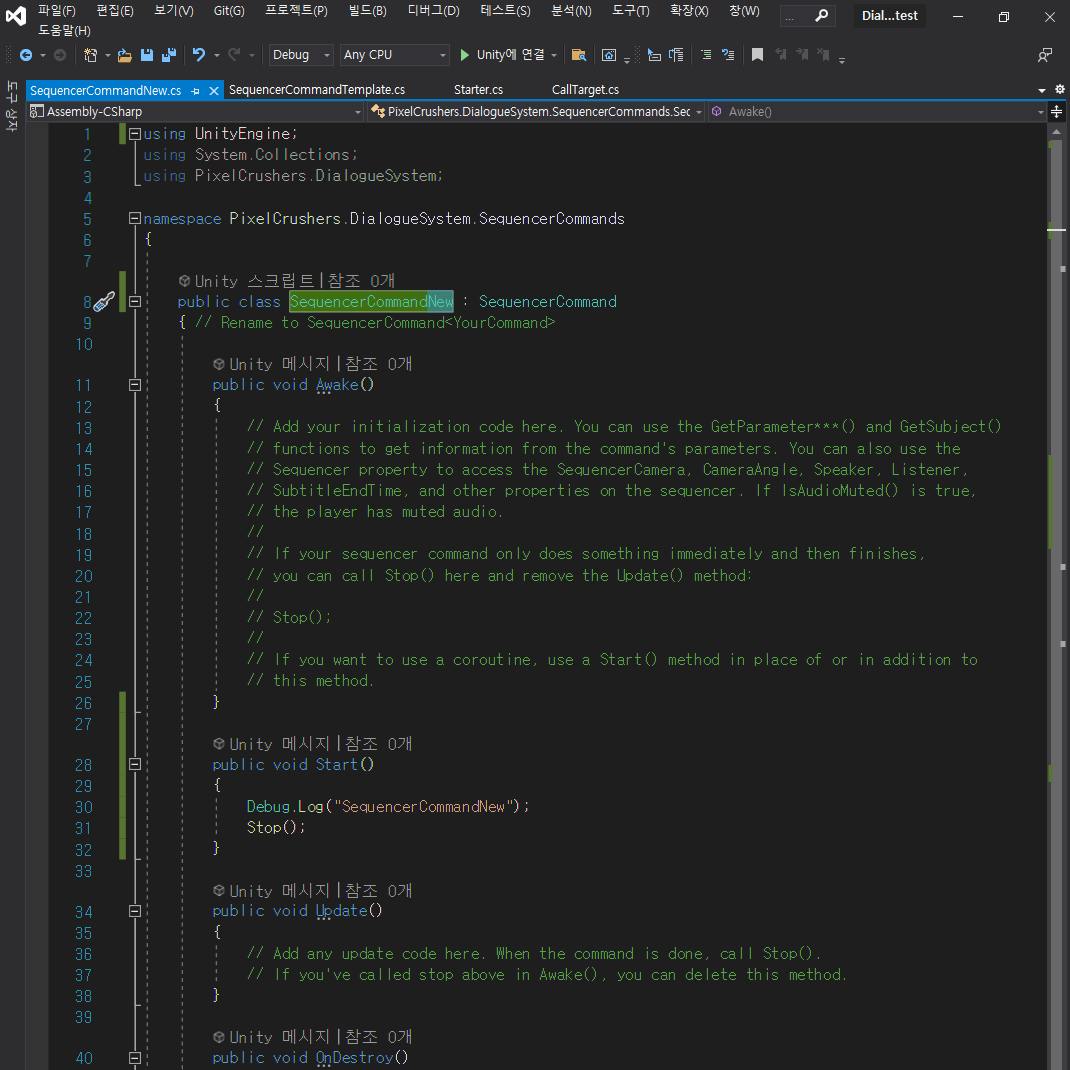 파일(F) 편집(E) 보기(V) Git(G) 프로젝트(P) 빌드(B) 디버그(D) 테스트(S) 분석(N) 도구(T) 확장(X) 창(W) ... Dial...test
도움말(H)
Debug Any CPU Unity에 연결
도구 상자
SequencerCommandNew.cs SequencerCommandTemplate.cs Starter.cs CallTarget.cs
Assembly-CSharp PixelCrushers.DialogueSystem.SequencerCommands.Sec Awake()
1 using UnityEngine;
2 using System.Collections;
3 using PixelCrushers.DialogueSystem;
4
5 namespace PixelCrushers.DialogueSystem.SequencerCommands
6 {
7
Unity 스크립트|참조 0개
8 public class SequencerCommandNew : SequencerCommand
9 { // Rename to SequencerCommand<YourCommand>
10
Unity 메시지|참조 0개
11 public void Awake()
12 {
13 // Add your initialization code here. You can use the GetParameter***() and GetSubject()
14 // functions to get information from the command's parameters. You can also use the
15 // Sequencer property to access the SequencerCamera, CameraAngle, Speaker, Listener,
16 // SubtitleEndTime, and other properties on the sequencer. If IsAudioMuted() is true,
17 // the player has muted audio.
18 //
19 // If your sequencer command only does something immediately and then finishes,
20 // you can call Stop() here and remove the Update() method:
21 //
22 // Stop();
23 //
24 // If you want to use a coroutine, use a Start() method in place of or in addition to
25 // this method.
26 }
27
Unity 메시지|참조 0개
28 public void Start()
29 {
30 Debug.Log("SequencerCommandNew");
31 Stop();
32 }
33
Unity 메시지|참조 0개
34 public void Update()
35 {
36 // Add any update code here. When the command is done, call Stop().
37 // If you've called stop above in Awake(), you can delete this method.
38 }
39
Unity 메시지|참조 0개
40 public void OnDestroy()